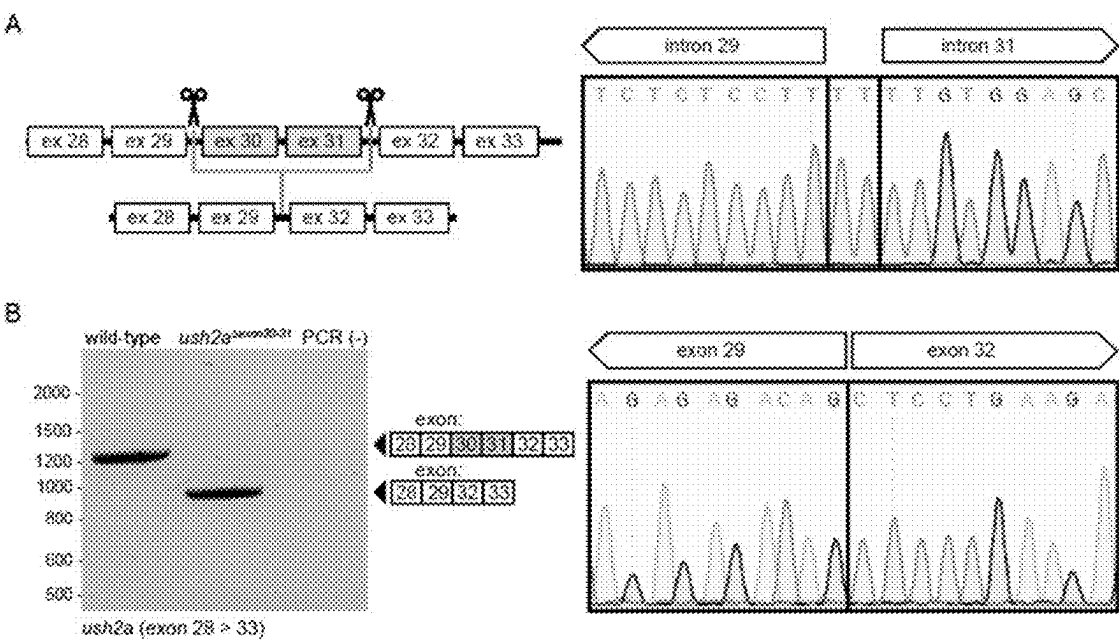 A
ex 28 ex 29 ex 30 ex 31 ex 32 ex 33
ex 28 ex 29 ex 32 ex 33
intron 29 intron 31
T C T G T C C T T T T T T G T G G A G C
B
wild-type ush2a PCR (-)
2000
1500
1200
1000
800
600
500
exon:
28 29 30 31 32 33
exon:
28 29 32 33
ush2a (exon 28 > 33)
exon 29 exon 32
A G A G A G A C A G C T C C T G A A G A